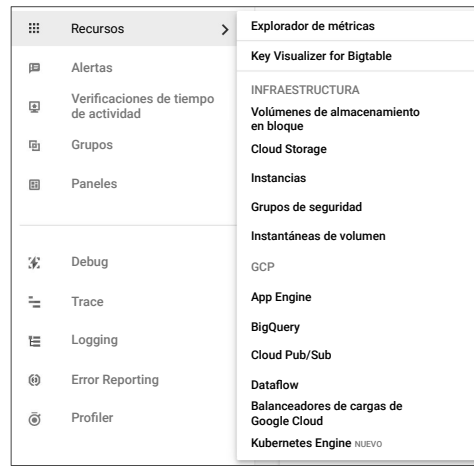 Recursos
Alertas
Verificaciones de tiempo
de actividad
Grupos
Paneles
Debug
Trace
Logging
Error Reporting
Profiler
Explorador de métricas
Key Visualizer for Bigtable
INFRAESTRUCTURA
Volúmenes de almacenamiento
en bloque
Cloud Storage
Instancias
Grupos de seguridad
Instantáneas de volumen
GCP
App Engine
BigQuery
Cloud Pub/Sub
Dataflow
Balanceadores de cargas de
Google Cloud
Kubernetes Engine NUEVO